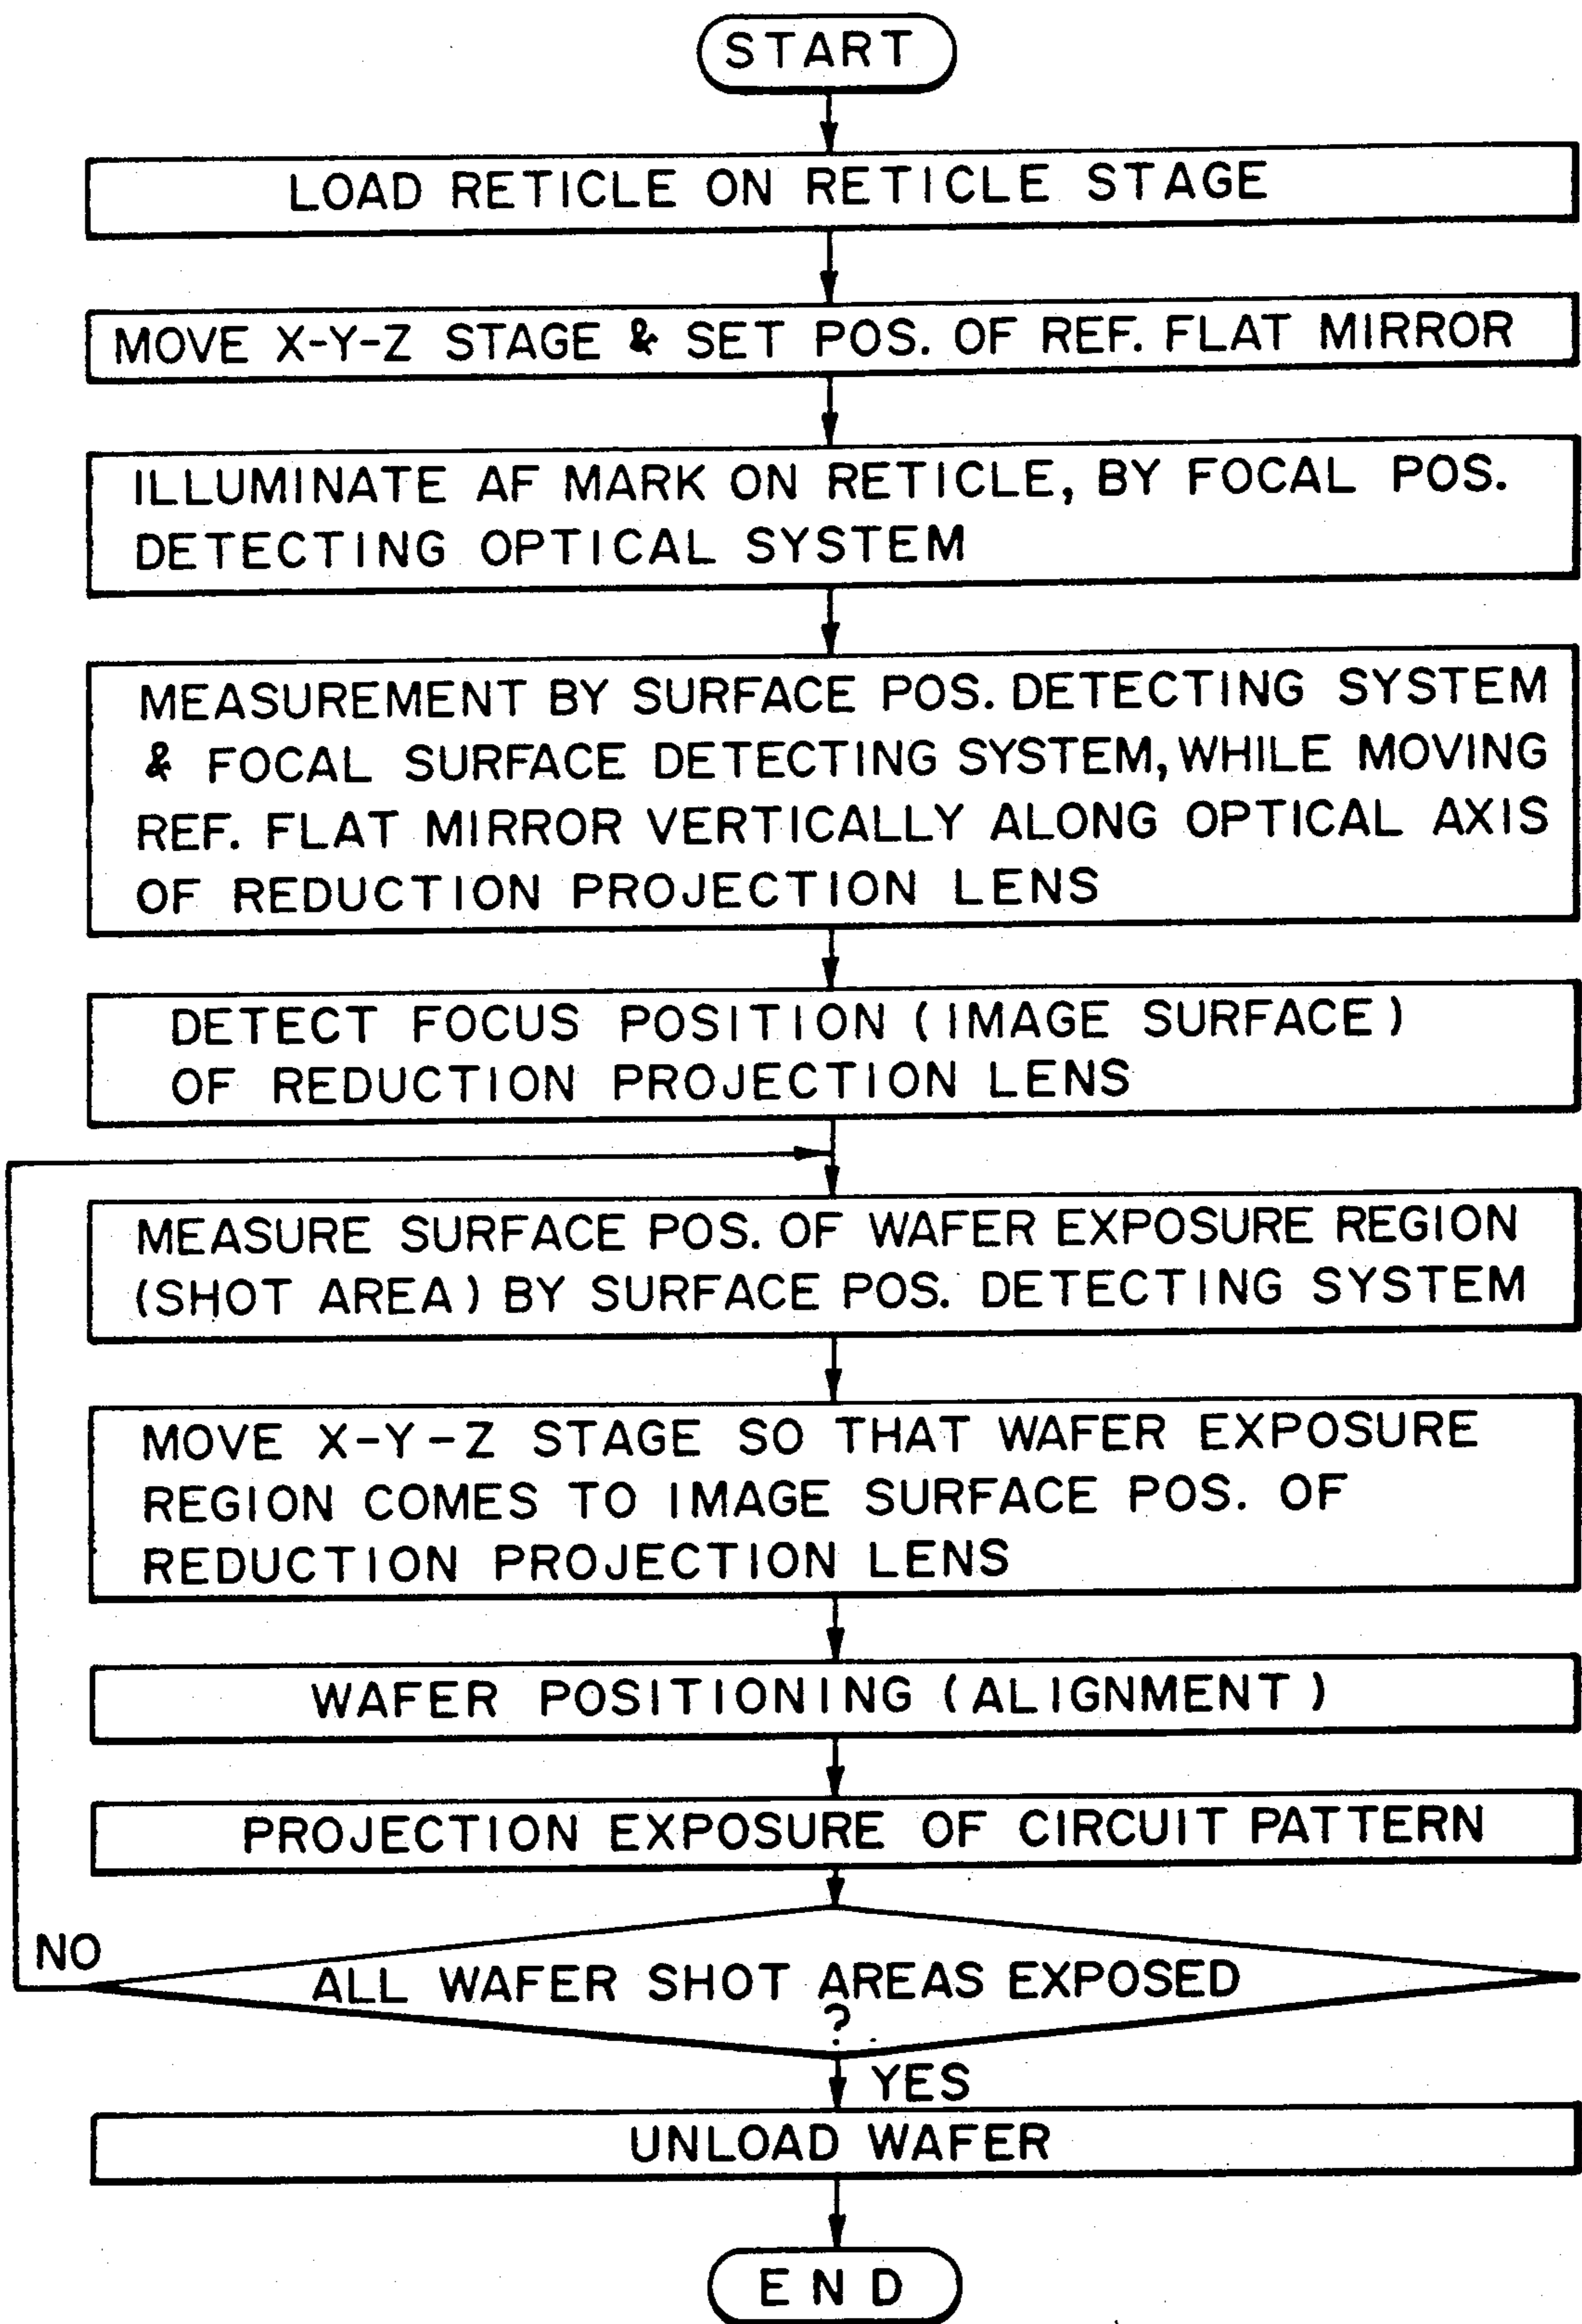 START
LOAD RETICLE ON RETICLE STAGE
MOVE X-Y-Z STAGE & SET POS. OF REF. FLAT MIRROR
ILLUMINATE AF MARK ON RETICLE, BY FOCAL POS.
DETECTING OPTICAL SYSTEM
MEASUREMENT BY SURFACE POS. DETECTING SYSTEM
& FOCAL SURFACE DETECTING SYSTEM, WHILE MOVING
REF. FLAT MIRROR VERTICALLY ALONG OPTICAL AXIS
OF REDUCTION PROJECTION LENS
DETECT FOCUS POSITION (IMAGE SURFACE)
OF REDUCTION PROJECTION LENS
MEASURE SURFACE POS. OF WAFER EXPOSURE REGION
(SHOT AREA) BY SURFACE POS. DETECTING SYSTEM
MOVE X-Y-Z STAGE SO THAT WAFER EXPOSURE
REGION COMES TO IMAGE SURFACE POS. OF
REDUCTION PROJECTION LENS
WAFER POSITIONING (ALIGNMENT)
PROJECTION EXPOSURE OF CIRCUIT PATTERN
NO
ALL WAFER SHOT AREAS EXPOSED
?
YES
UNLOAD WAFER
END